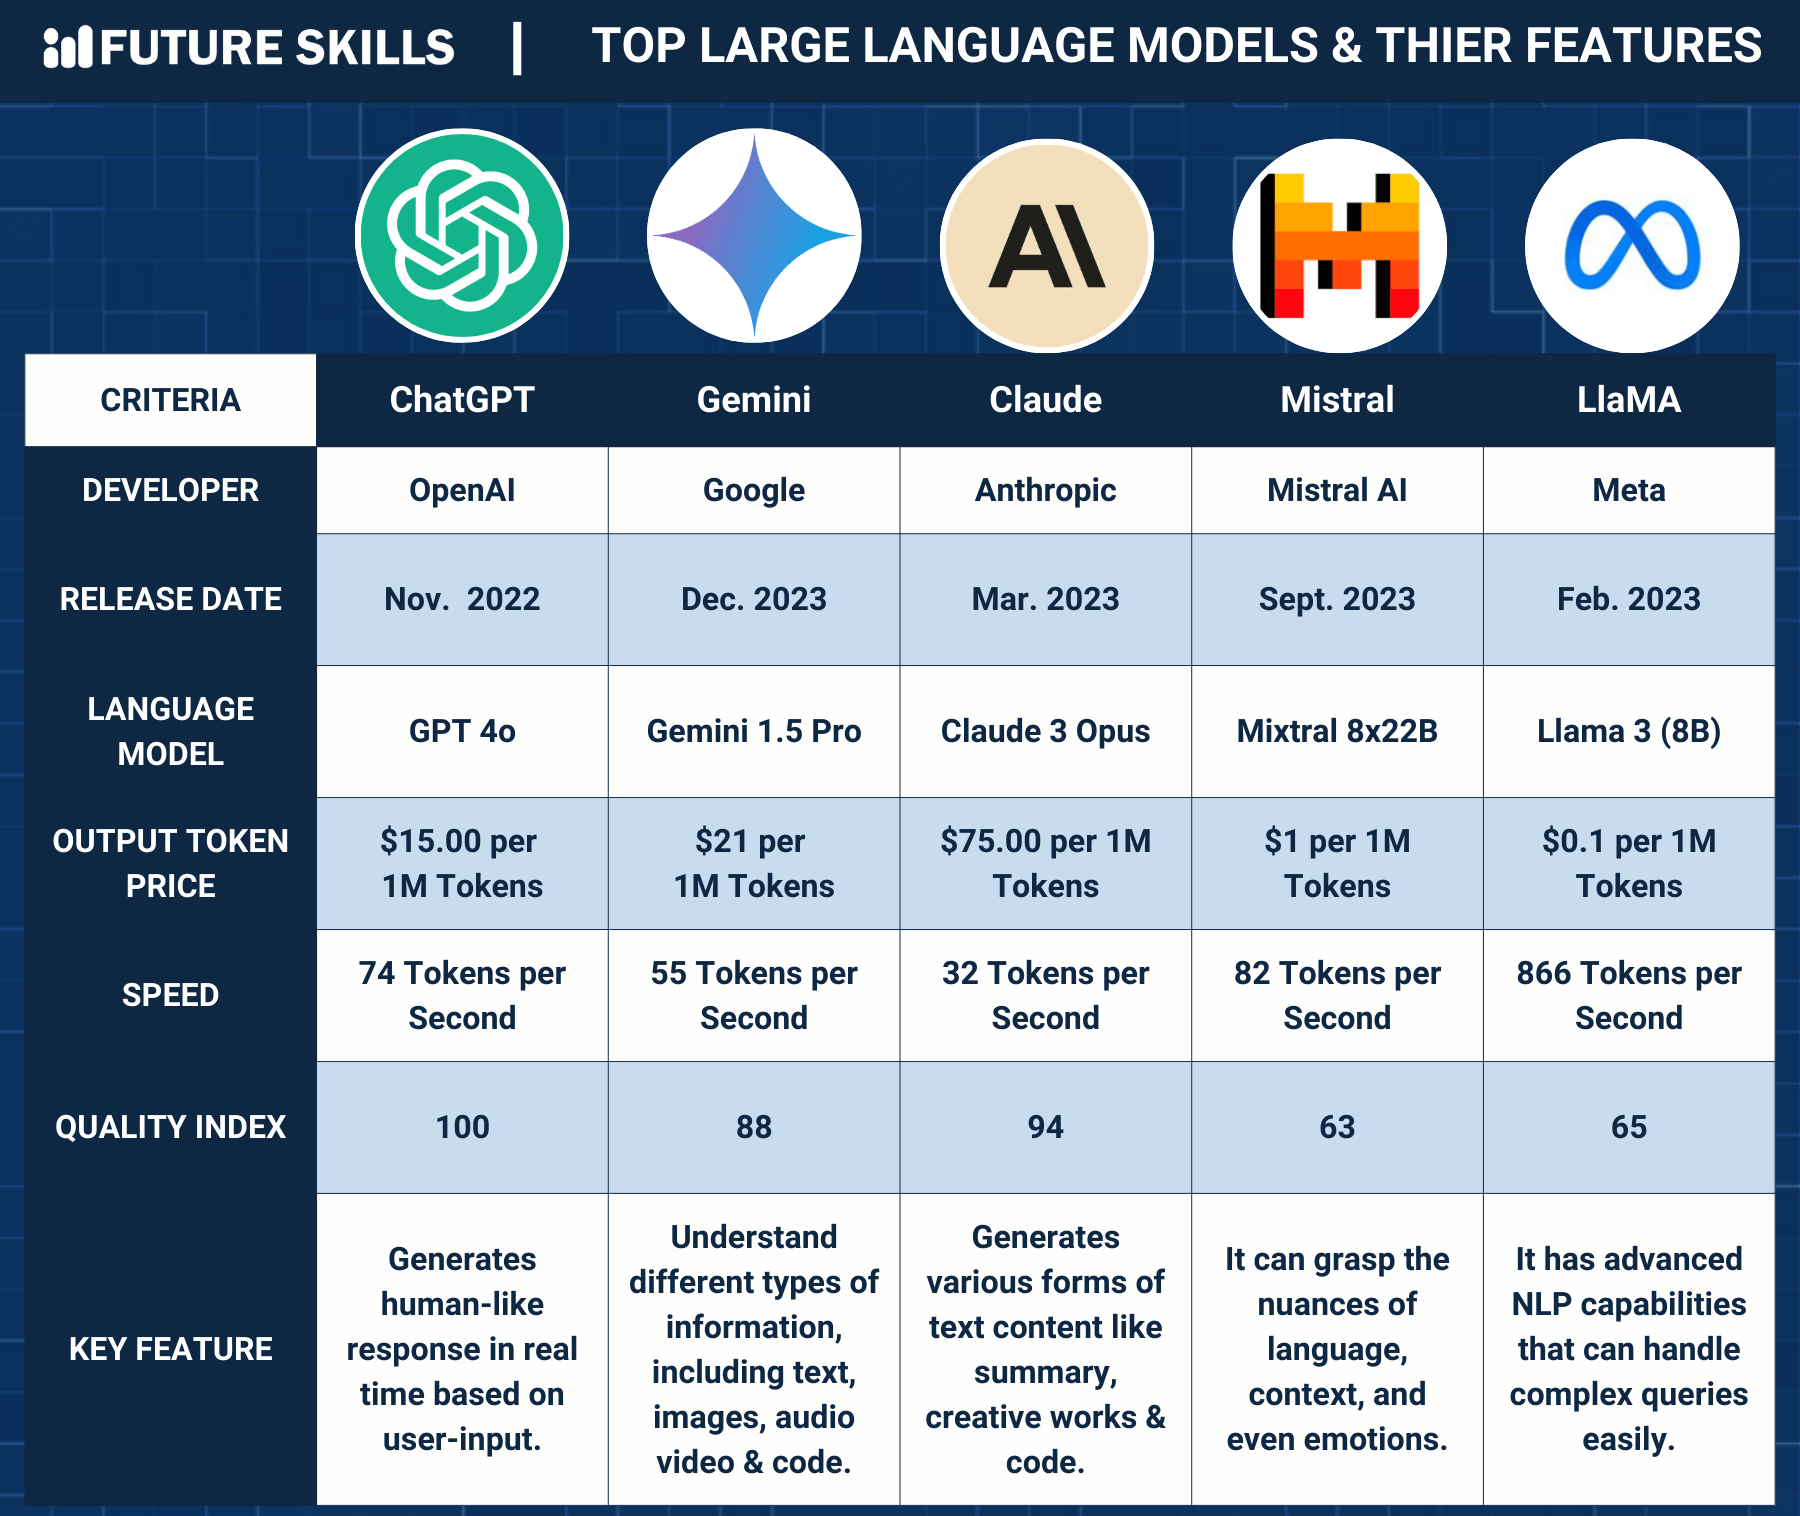 FUTURE SKILLS | TOP LARGE LANGUAGE MODELS & THIER FEATURES
CRITERIA ChatGPT Gemini Claude Mistral LlaMA
DEVELOPER OpenAI Google Anthropic Mistral AI Meta
RELEASE DATE Nov. 2022 Dec. 2023 Mar. 2023 Sept. 2023 Feb. 2023
LANGUAGE
MODEL
GPT 4o
Gemini 1.5 Pro
Claude 3 Opus
Mixtral 8x22B
Llama 3 (8B)
OUTPUT TOKEN
PRICE
$15.00 per
1M Tokens
$21 per
1M Tokens
$75.00 per 1M
Tokens
$1 per 1M
Tokens
$0.1 per 1M
Tokens
SPEED
74 Tokens per
Second
55 Tokens per
Second
32 Tokens per
Second
82 Tokens per
Second
866 Tokens per
Second
QUALITY INDEX 100 88 94 63 65
KEY FEATURE
Generates
human-like
response in real
time based on
user-input.
Understand
different types of
information,
including text,
images, audio
video & code.
Generates
various forms of
text content like
summary,
creative works &
code.
It can grasp the
nuances of
language,
context, and
even emotions.
It has advanced
NLP capabilities
that can handle
complex queries
easily.